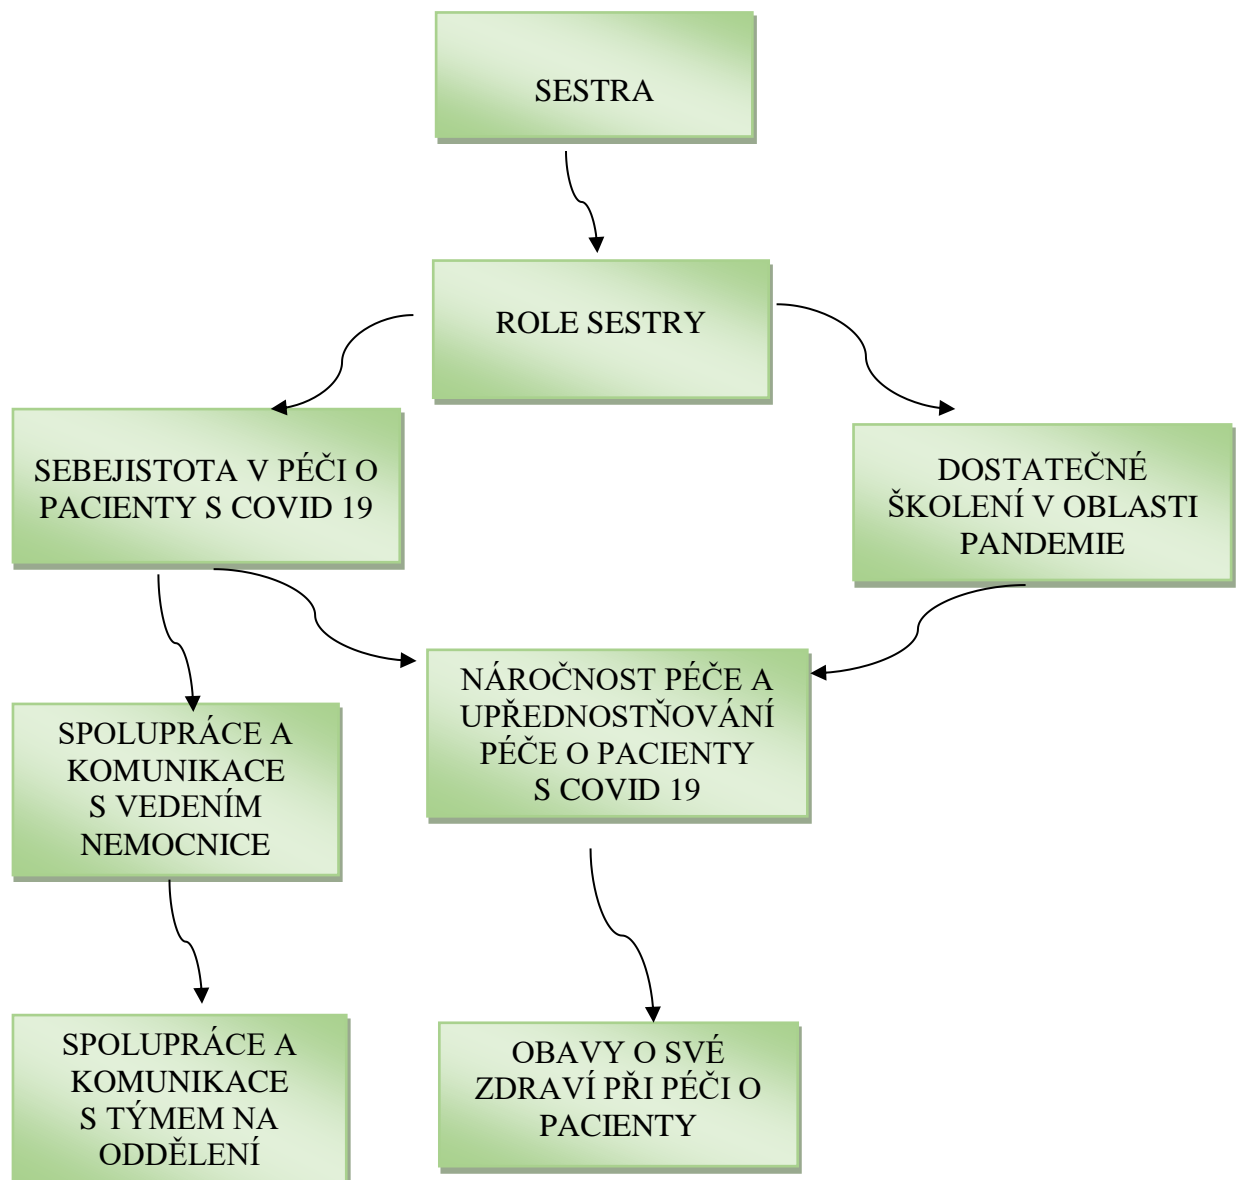 SESTRA
ROLE SESTRY
SEBEJISTOTA V PÉČI O
PACIENTY S COVID 19
DOSTATEČNÉ
ŠKOLENÍ V OBLASTI
PANDEMIE
NÁROČNOST PÉČE A
UPŘEDNOSTŇOVÁNÍ
PÉČE O PACIENTY
S COVID 19
SPOLUPRÁCE A
KOMUNIKACE
S VEDENÍM
NEMOCNICE
SPOLUPRÁCE A
KOMUNIKACE
S TÝMEM NA
ODDĚLENÍ
OBAVY O SVÉ
ZDRAVÍ PŘI PÉČI O
PACIENTY